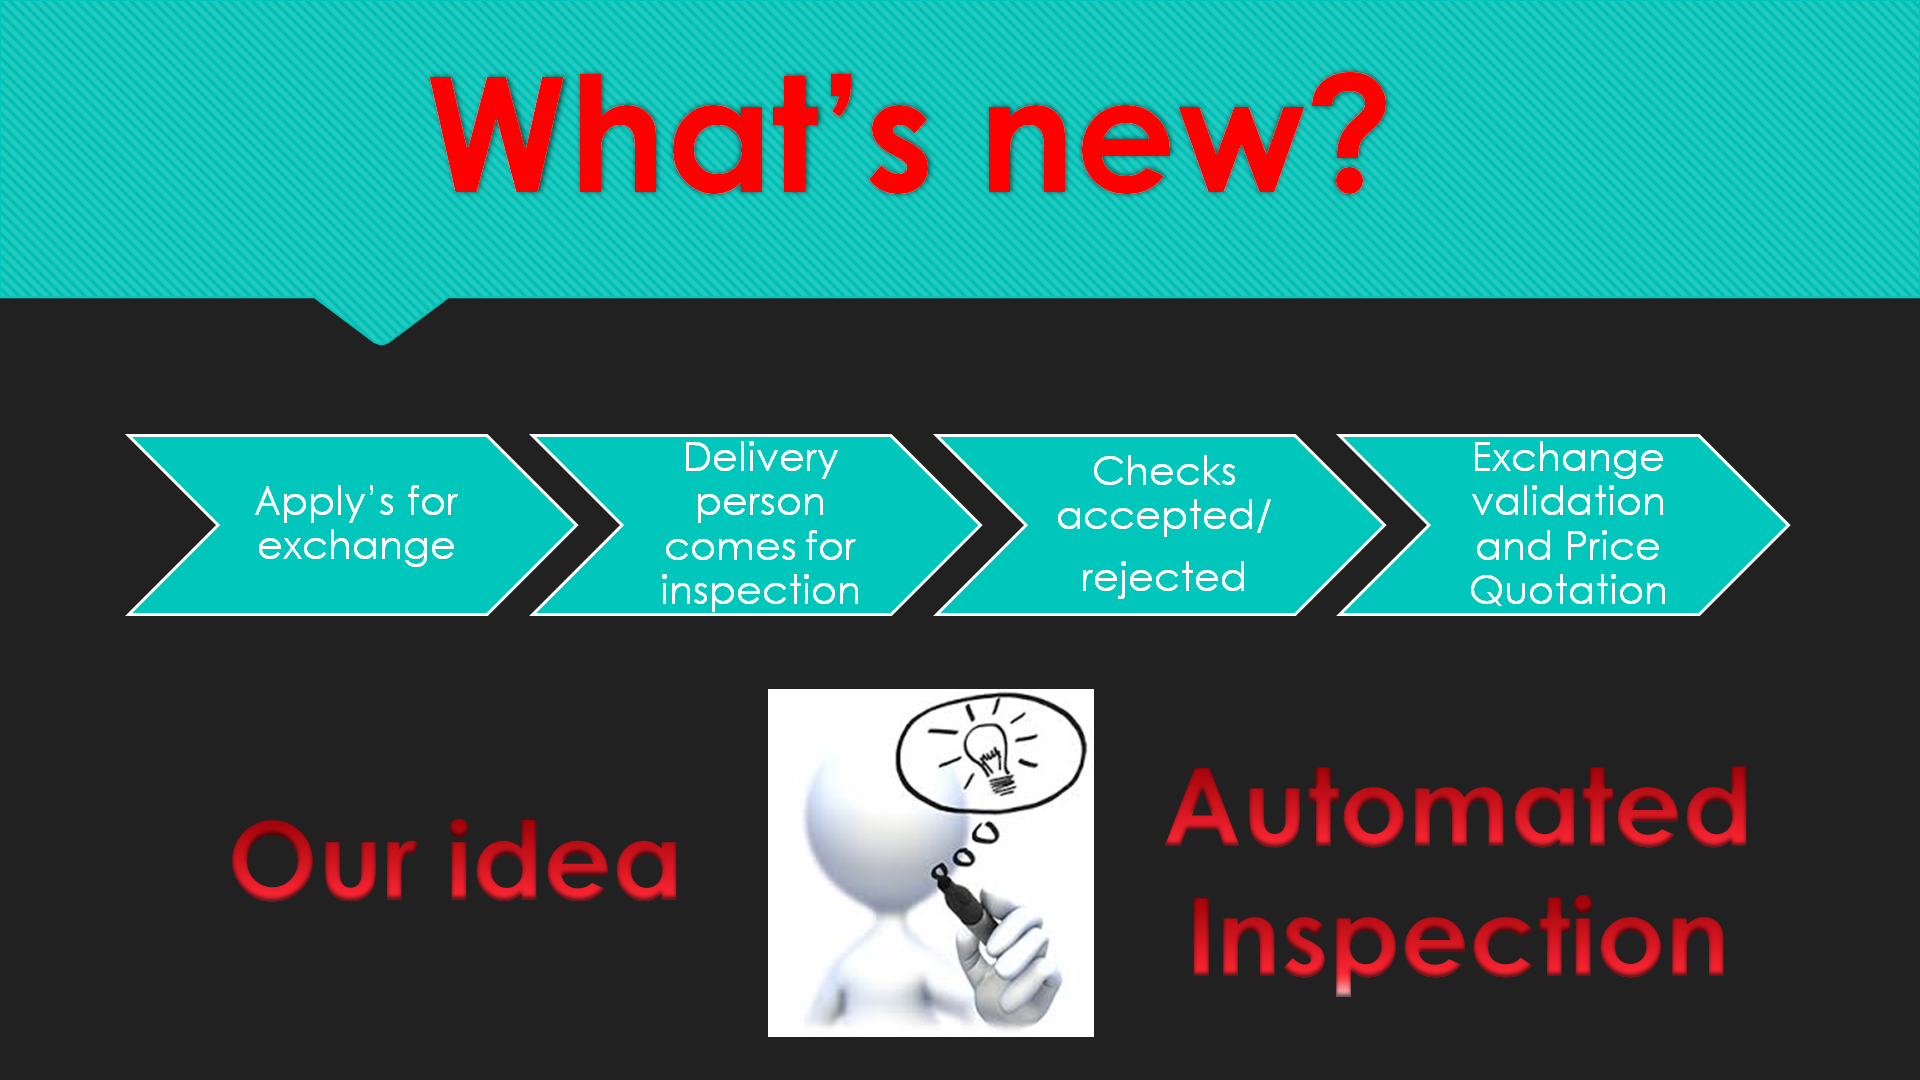 What’s new?
Apply’s for
exchange
Delivery
person
comes for
inspection
Checks
accepted/
rejected
Exchange
validation
and Price
Quotation
Our idea
Automated
Inspection